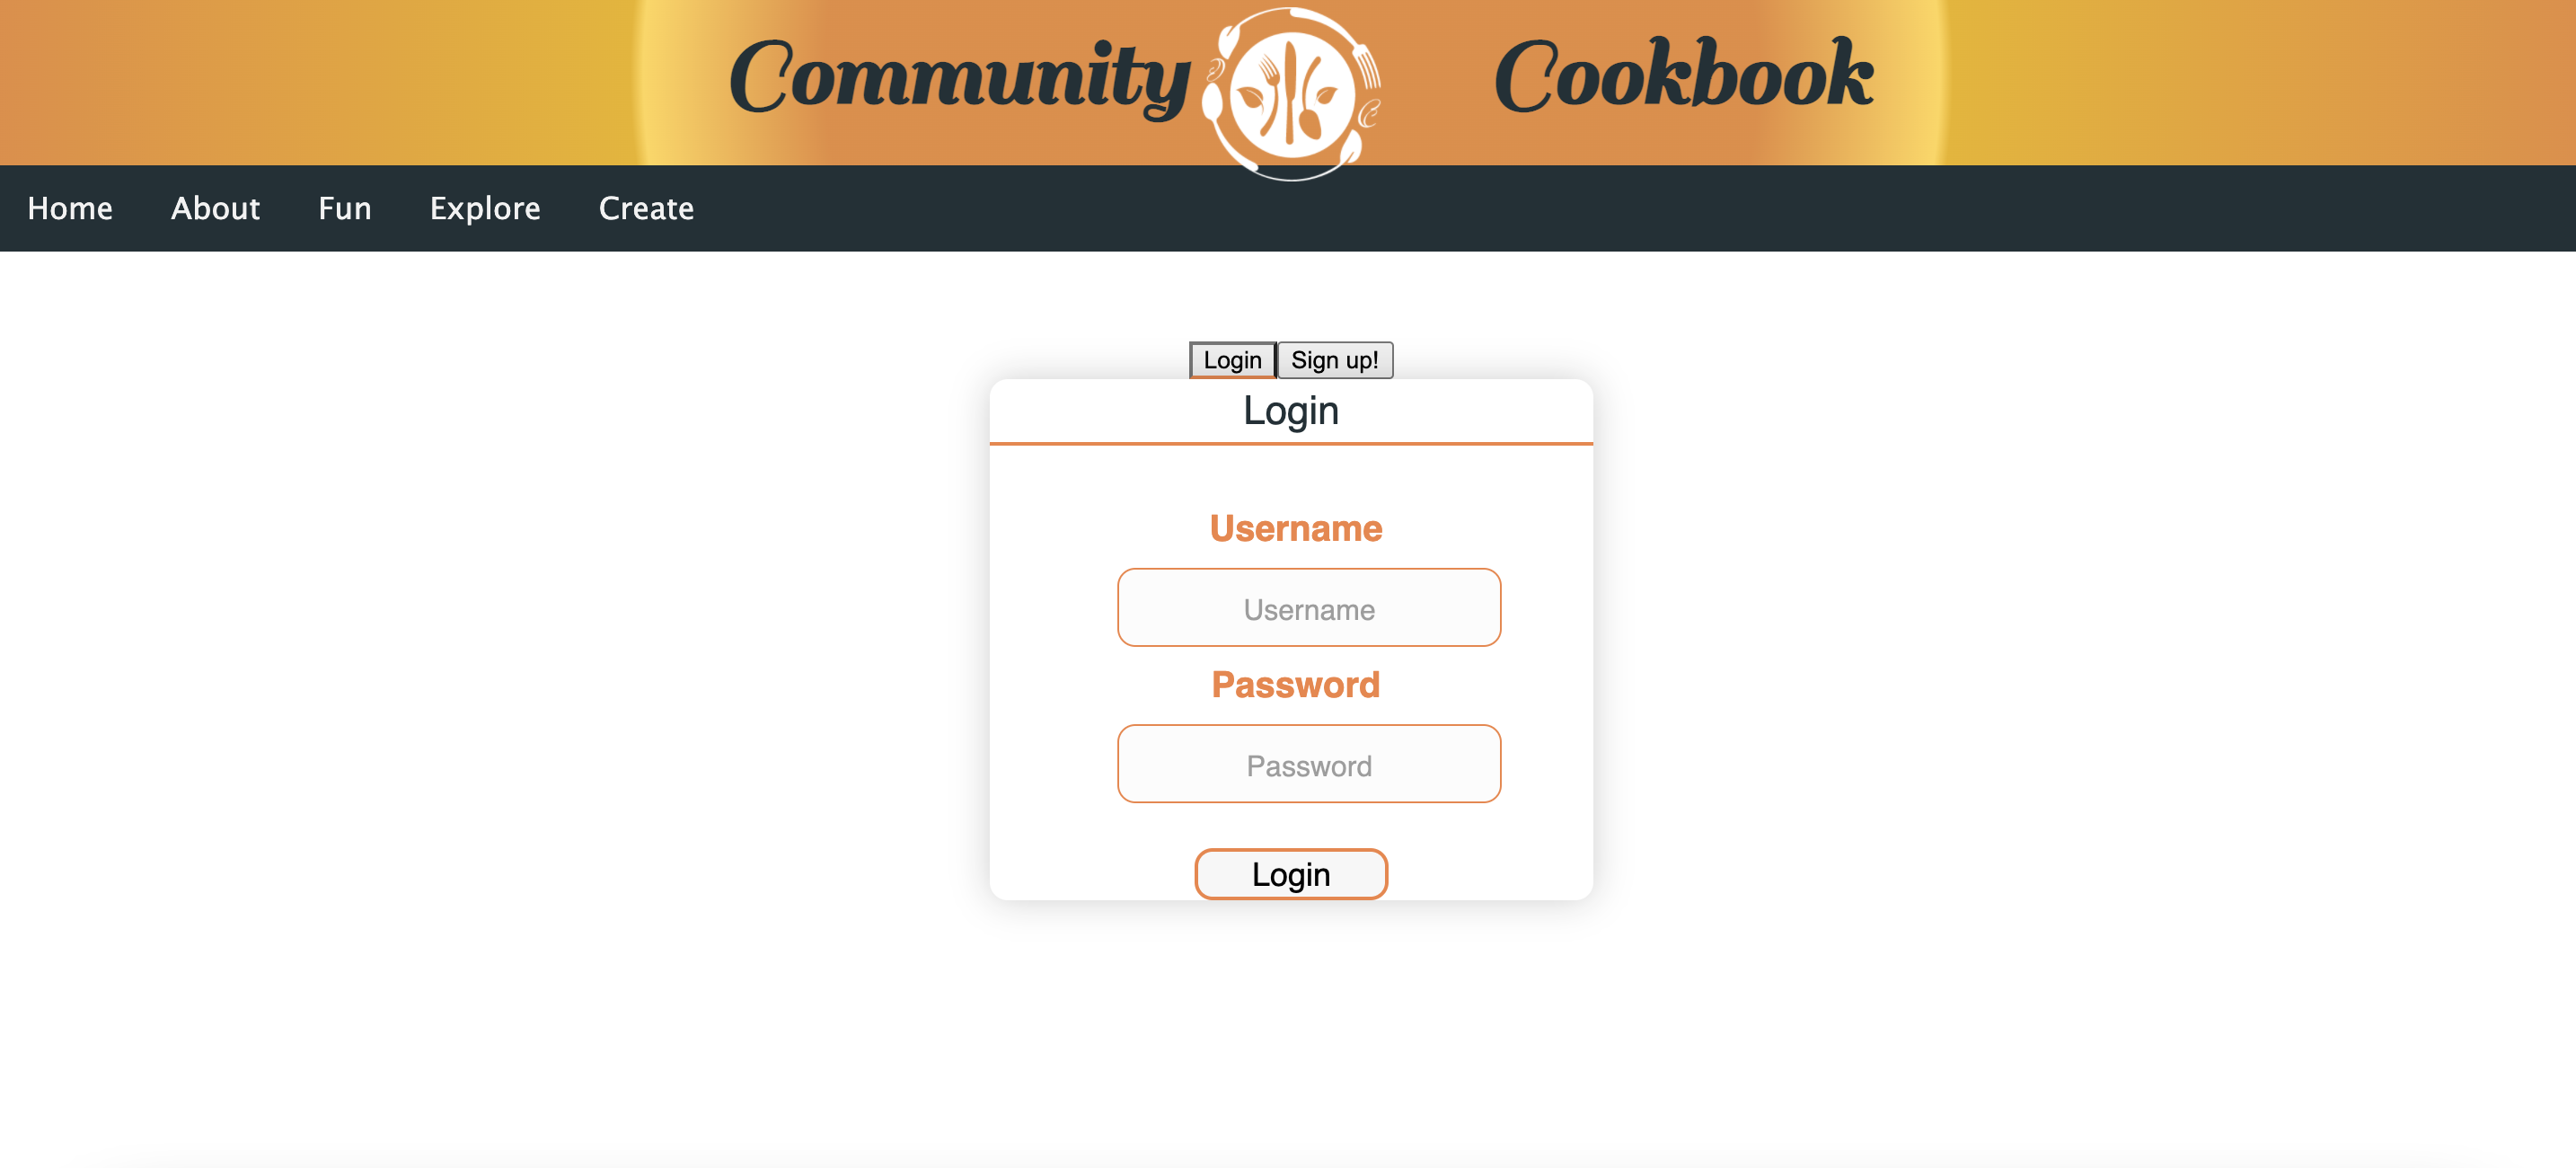 Community Cookbook
Home About Fun Explore Create
Login Sign up!
Login
Username
Username
Password
Password
Login